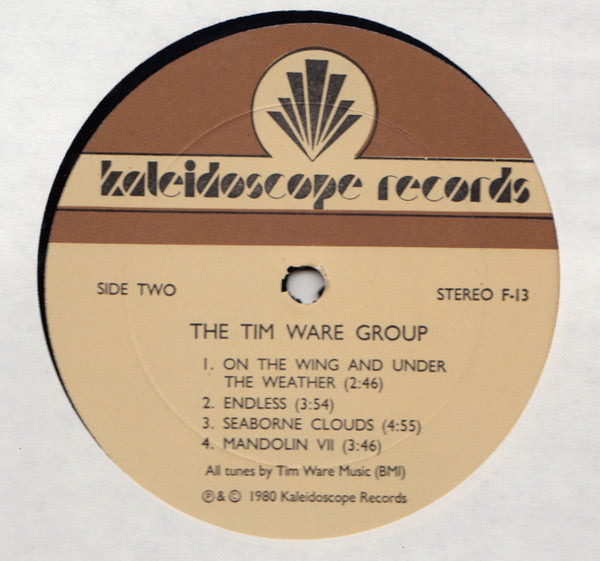 kaleidoscope records
SIDE TWO
STEREO F-13
THE TIM WARE GROUP
1. ON THE WING AND UNDER
THE WEATHER (2:46)
2. ENDLESS (3:54)
3. SEABORNE CLOUDS (4:55)
4. MANDOLIN VII (3:46)
All tunes by Tim Ware Music (BMI)
℗ & © 1980 Kaleidoscope Records